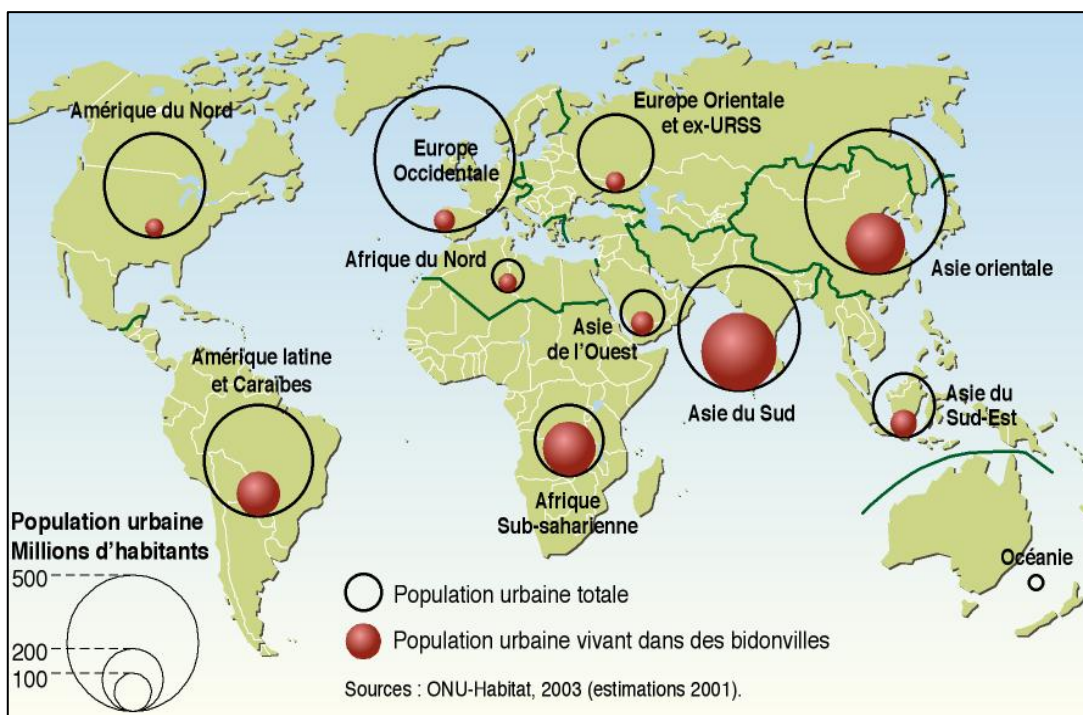 Amérique du Nord
Europe
Occidentale
Europe Orientale
et ex-URSS
Asie orientale
Afrique du Nord
Asie
de l'Ouest
Asie du Sud
Asie du
Sud-Est
Amérique latine
et Caraïbes
Afrique
Sub-saharienne
Océanie
Population urbaine
Millions d'habitants
500
200
100
Population urbaine totale
Population urbaine vivant dans des bidonvilles
Sources : ONU-Habitat, 2003 (estimations 2001).